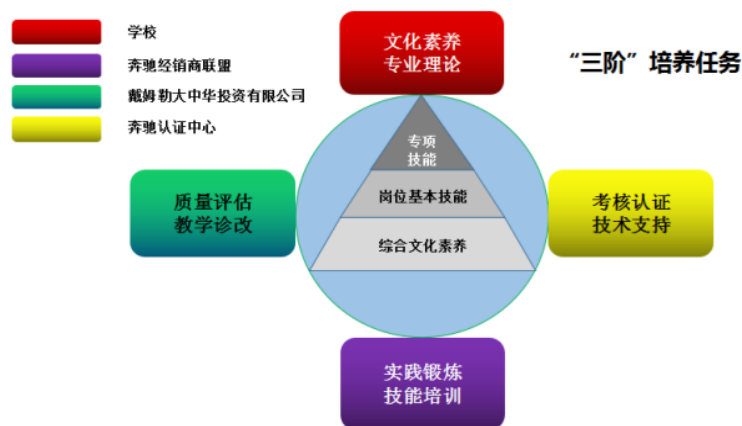 学校
奔驰经销商联盟
戴姆勒大中华投资有限公司
奔驰认证中心
文化素养
专业理论
“三阶”培养任务
专项
技能
质量评估
教学诊改
岗位基本技能
考核认证
技术支持
综合文化素养
实践锻炼
技能培训